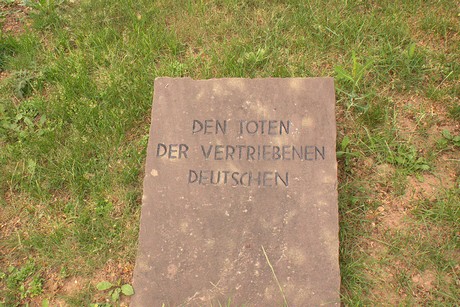 DEN TOTEN
DER VERTRIEBENEN
DEUTSCHEN